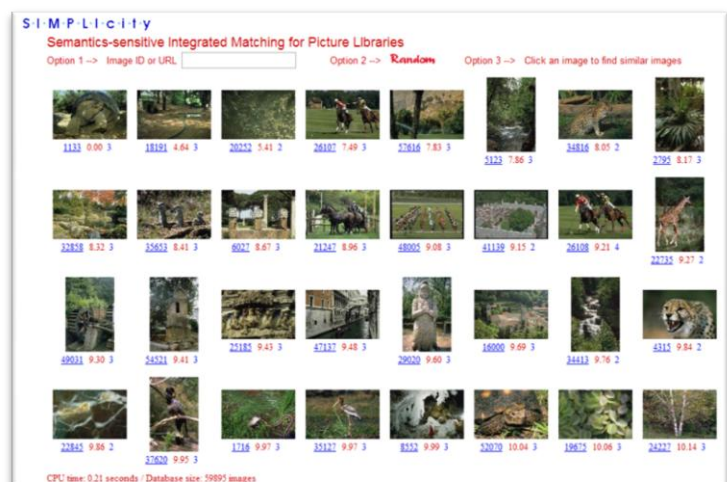 S·I·M·P·L·I·c·i·t·y
Semantics-sensitive Integrated Matching for Picture LIbraries
Option 1 --> Image ID or URL Option 2 --> Random Option 3 --> Click an image to find similar images
1133 0.00 3 18191 4.64 3 20252 5.41 2 26107 7.49 3 57616 7.83 3 5123 7.86 3 34816 8.05 2 2795 8.17 3
32858 8.32 3 35653 8.41 3 6027 8.67 3 21247 8.96 3 48005 9.08 3 41139 9.15 2 26108 9.21 4 22735 9.27 2
49031 9.30 3 54521 9.41 3 25185 9.43 3 47137 9.48 3 29020 9.60 3 16000 9.69 3 34413 9.76 2 4315 9.84 2
22845 9.86 2 37620 9.95 3 1716 9.97 3 35127 9.97 3 8552 9.99 3 52070 10.04 3 19675 10.06 3 24227 10.14 3
CPU time: 0.21 seconds / Database size: 59895 images